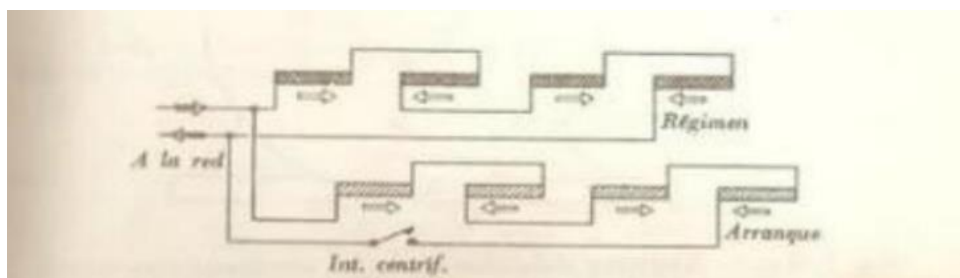 Régimen
A la red
Arranque
Int. centrif.